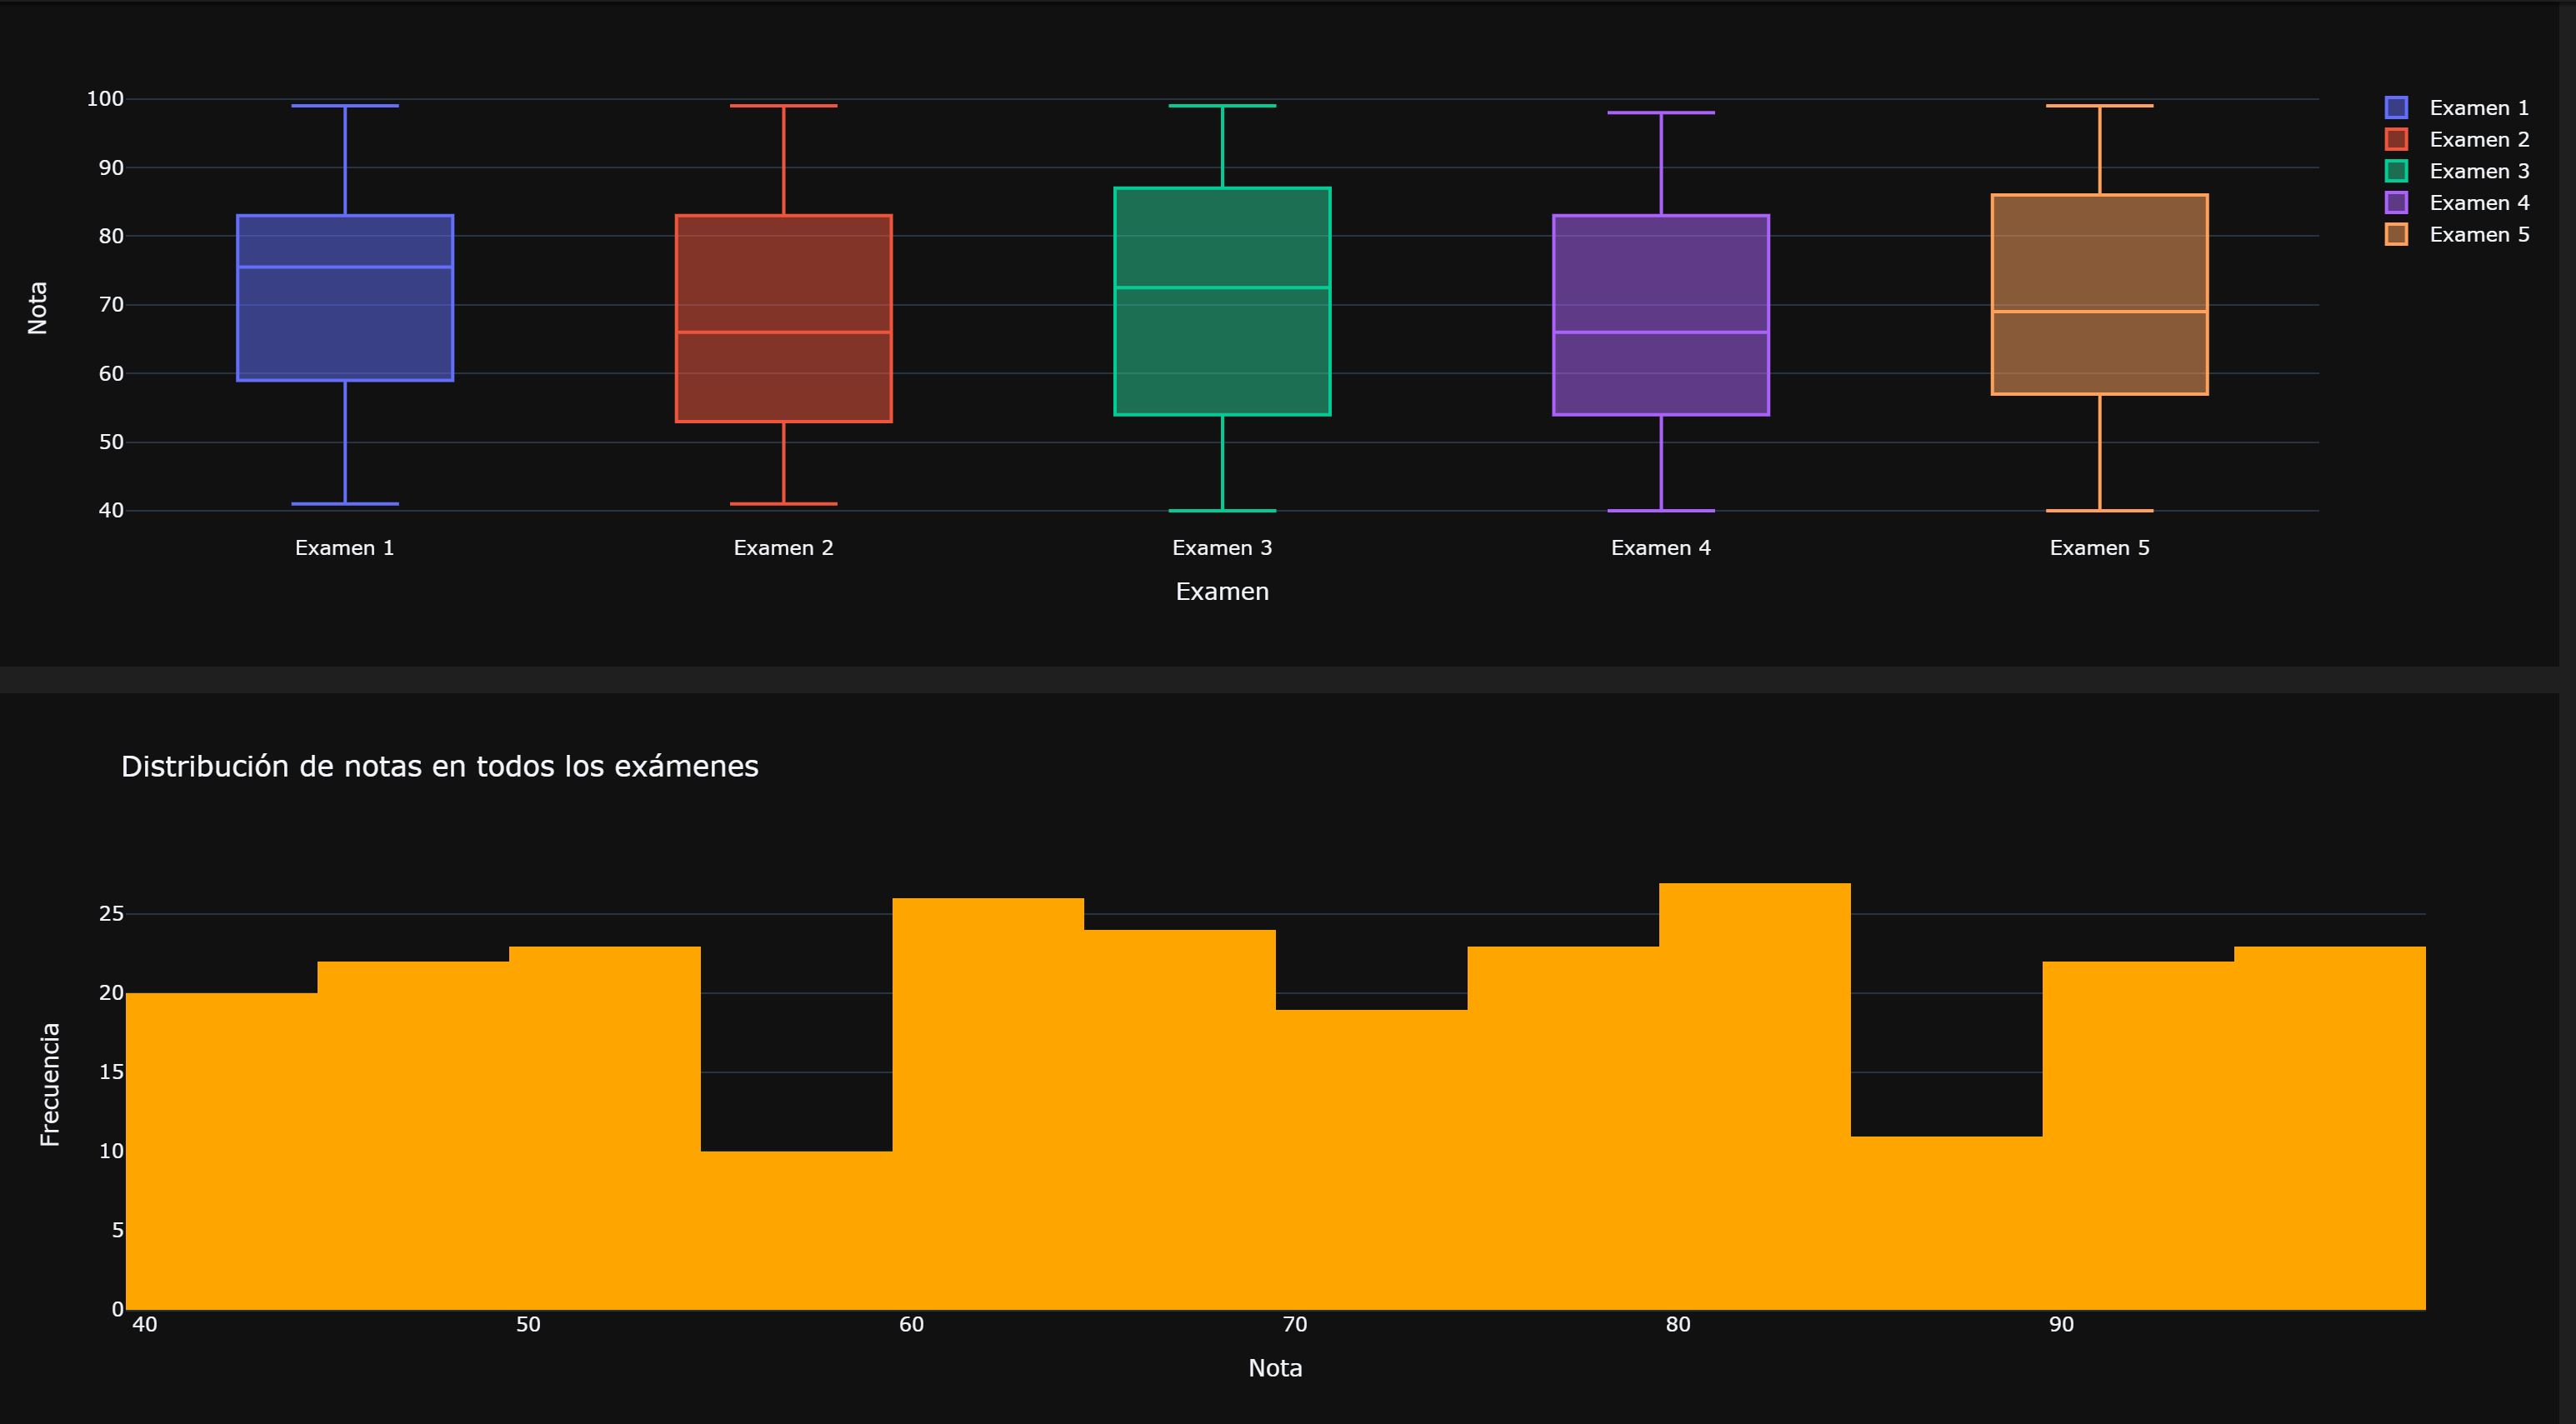 100
90
80
70
60
50
40
Nota
Examen 1
Examen 2
Examen 3
Examen 4
Examen 5
Examen
Examen 1
Examen 2
Examen 3
Examen 4
Examen 5
Distribución de notas en todos los exámenes
25
20
15
10
5
0
Frecuencia
40
50
60
70
80
90
Nota